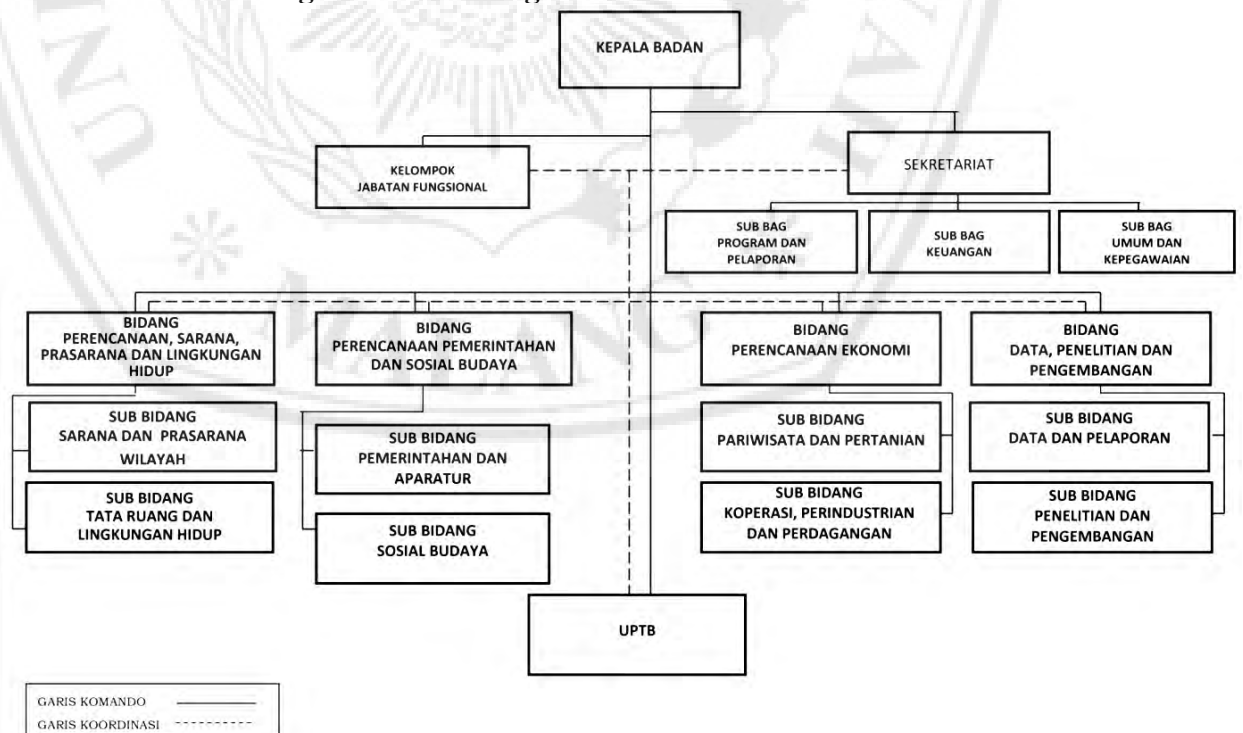 KEPALA BADAN
KELOMPOK
JABATAN FUNGSIONAL
SEKRETARIAT
SUB BAG
PROGRAM DAN
PELAPORAN
SUB BAG
KEUANGAN
SUB BAG
UMUM DAN
KEPEGAWAIAN
BIDANG
PERENCANAAN, SARANA,
PRASARANA DAN LINGKUNGAN
HIDUP
BIDANG
PERENCANAAN PEMERINTAHAN
DAN SOSIAL BUDAYA
BIDANG
PERENCANAAN EKONOMI
BIDANG
DATA, PENELITIAN DAN
PENGEMBANGAN
SUB BIDANG
SARANA DAN PRASARANA
WILAYAH
SUB BIDANG
PEMERINTAHAN DAN
APARATUR
SUB BIDANG
PARIWISATA DAN PERTANIAN
SUB BIDANG
DATA DAN PELAPORAN
SUB BIDANG
TATA RUANG DAN
LINGKUNGAN HIDUP
SUB BIDANG
SOSIAL BUDAYA
SUB BIDANG
KOPERASI, PERINDUSTRIAN
DAN PERDAGANGAN
SUB BIDANG
PENELITIAN DAN
PENGEMBANGAN
UPTB
GARIS KOMANDO
GARIS KOORDINASI
MALANG